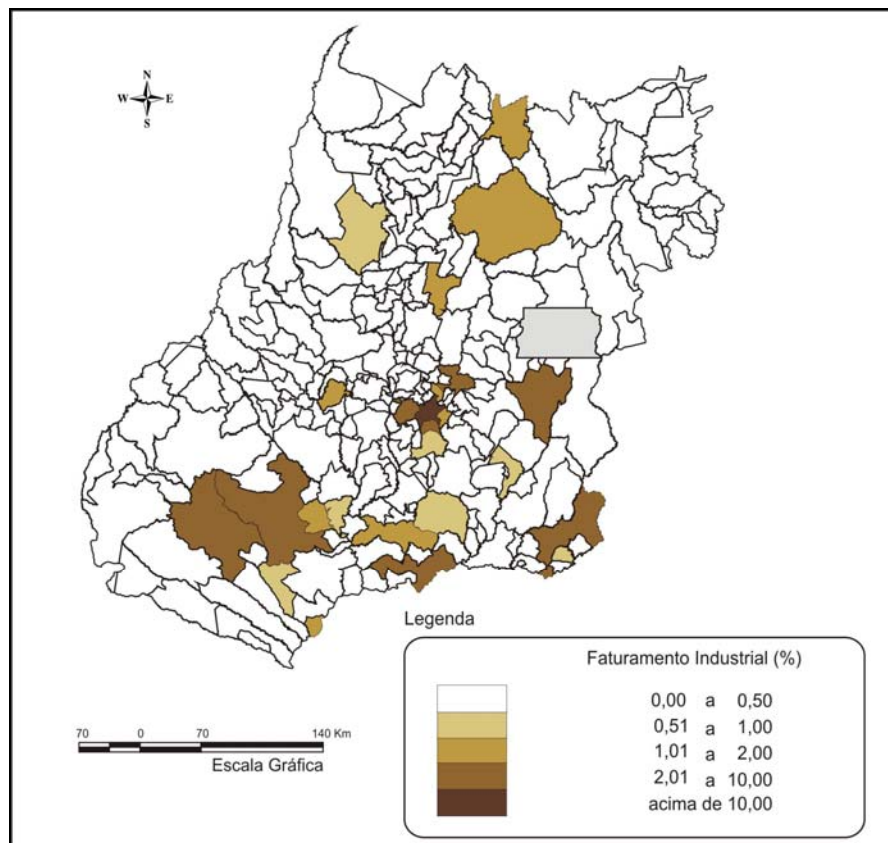 N
W E
S
Legenda
Faturamento Industrial (%)
0,00 a 0,50
0,51 a 1,00
1,01 a 2,00
2,01 a 10,00
acima de 10,00
70 0 70 140 Km
Escala Gráfica